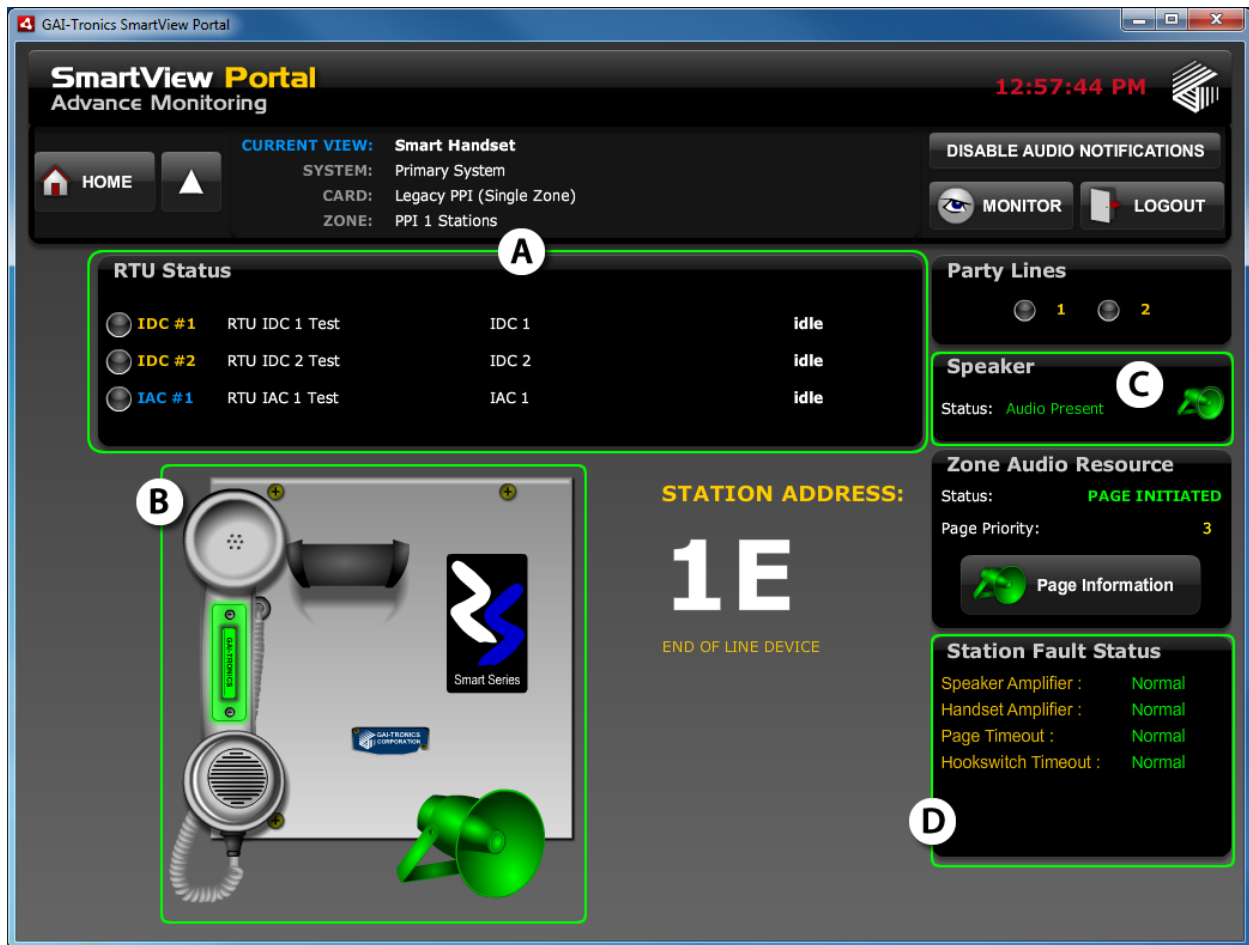 GAI-Tronics SmartView Portal
SmartView Portal
Advance Monitoring
12:57:44 PM
HOME
CURRENT VIEW: Smart Handset
SYSTEM: Primary System
CARD: Legacy PPI (Single Zone)
ZONE: PPI 1 Stations
DISABLE AUDIO NOTIFICATIONS
MONITOR
LOGOUT
A
RTU Status
IDC #1 RTU IDC 1 Test IDC 1 idle
IDC #2 RTU IDC 2 Test IDC 2 idle
IAC #1 RTU IAC 1 Test IAC 1 idle
Party Lines
1 2
Speaker
C
Status: Audio Present
B
GAI-TRONICS
Smart Series
GAI-TRONICS
CORPORATION
STATION ADDRESS:
1E
END OF LINE DEVICE
Zone Audio Resource
Status: PAGE INITIATED
Page Priority: 3
Page Information
Station Fault Status
Speaker Amplifier : Normal
Handset Amplifier : Normal
Page Timeout : Normal
Hookswitch Timeout : Normal
D